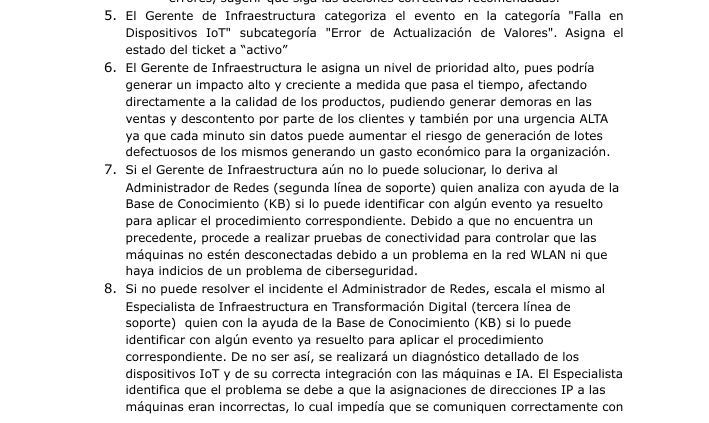 errores, sugerir que siga las acciones correctivas recomendadas.
5. El Gerente de Infraestructura categoriza el evento en la categoría "Falla en
Dispositivos IoT" subcategoría "Error de Actualización de Valores". Asigna el
estado del ticket a “activo”
6. El Gerente de Infraestructura le asigna un nivel de prioridad alto, pues podría
generar un impacto alto y creciente a medida que pasa el tiempo, afectando
directamente a la calidad de los productos, pudiendo generar demoras en las
ventas y descontento por parte de los clientes y también por una urgencia ALTA
ya que cada minuto sin datos puede aumentar el riesgo de generación de lotes
defectuosos de los mismos generando un gasto económico para la organización.
7. Si el Gerente de Infraestructura aún no lo puede solucionar, lo deriva al
Administrador de Redes (segunda línea de soporte) quien analiza con ayuda de la
Base de Conocimiento (KB) si lo puede identificar con algún evento ya resuelto
para aplicar el procedimiento correspondiente. Debido a que no encuentra un
precedente, procede a realizar pruebas de conectividad para controlar que las
máquinas no estén desconectadas debido a un problema en la red WLAN ni que
haya indicios de un problema de ciberseguridad.
8. Si no puede resolver el incidente el Administrador de Redes, escala el mismo al
Especialista de Infraestructura en Transformación Digital (tercera línea de
soporte)  quien con la ayuda de la Base de Conocimiento (KB) si lo puede
identificar con algún evento ya resuelto para aplicar el procedimiento
correspondiente. De no ser así, se realizará un diagnóstico detallado de los
dispositivos IoT y de su correcta integración con las máquinas e IA. El Especialista
identifica que el problema se debe a que la asignaciones de direcciones IP a las
máquinas eran incorrectas, lo cual impedía que se comuniquen correctamente con